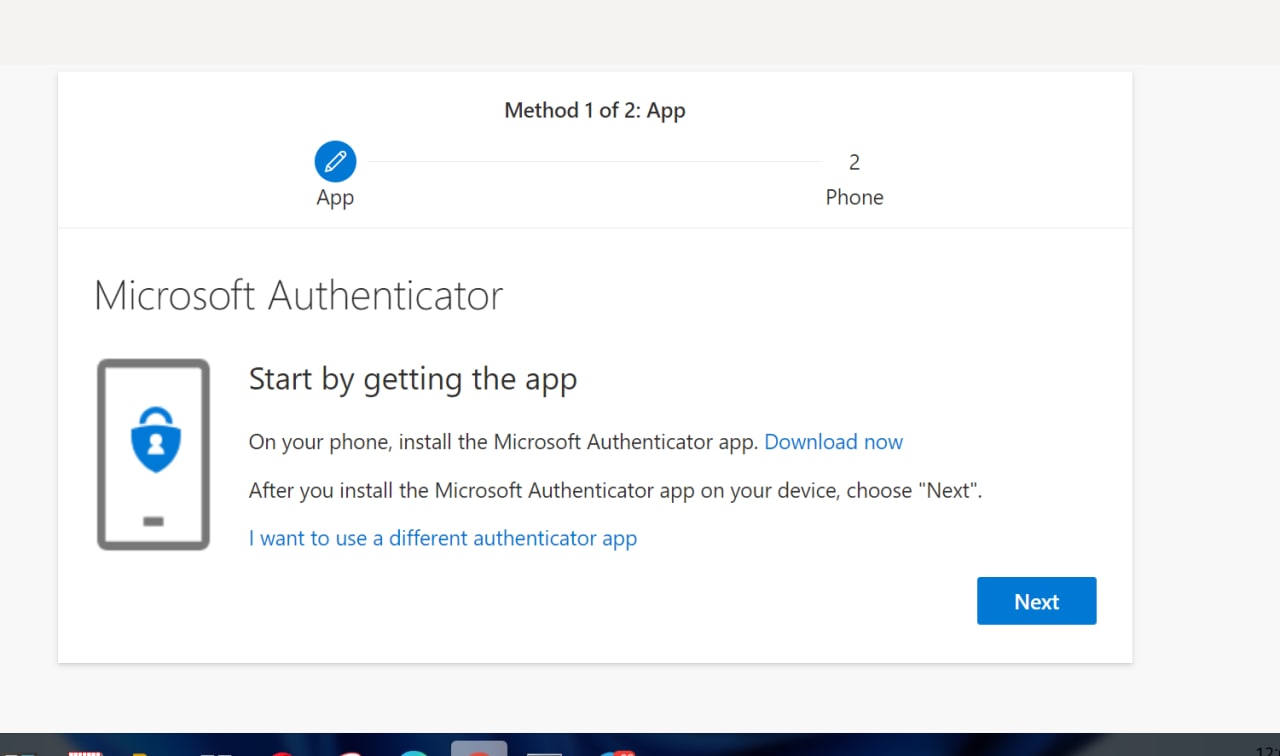 Method 1 of 2: App
2
App
Phone
Microsoft Authenticator
Start by getting the app
On your phone, install the Microsoft Authenticator app. Download now
After you install the Microsoft Authenticator app on your device, choose "Next".
I want to use a different authenticator app
Next